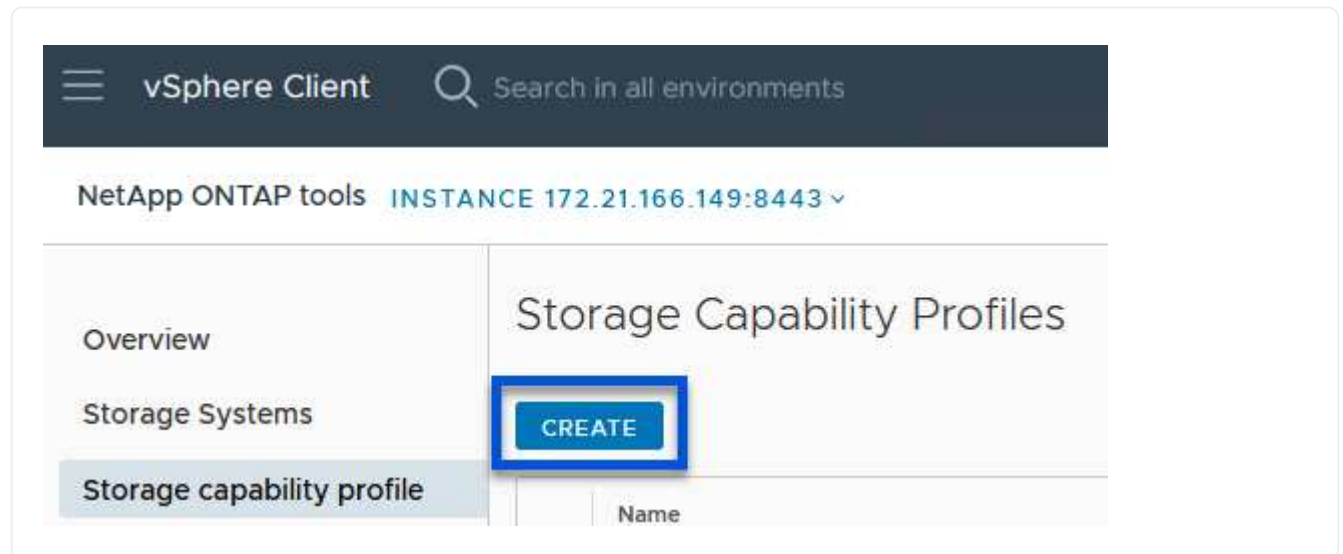 vSphere Client Search in all environments
NetApp ONTAP tools INSTANCE 172.21.166.149:8443
Overview
Storage Systems
Storage capability profile
Storage Capability Profiles
CREATE
Name